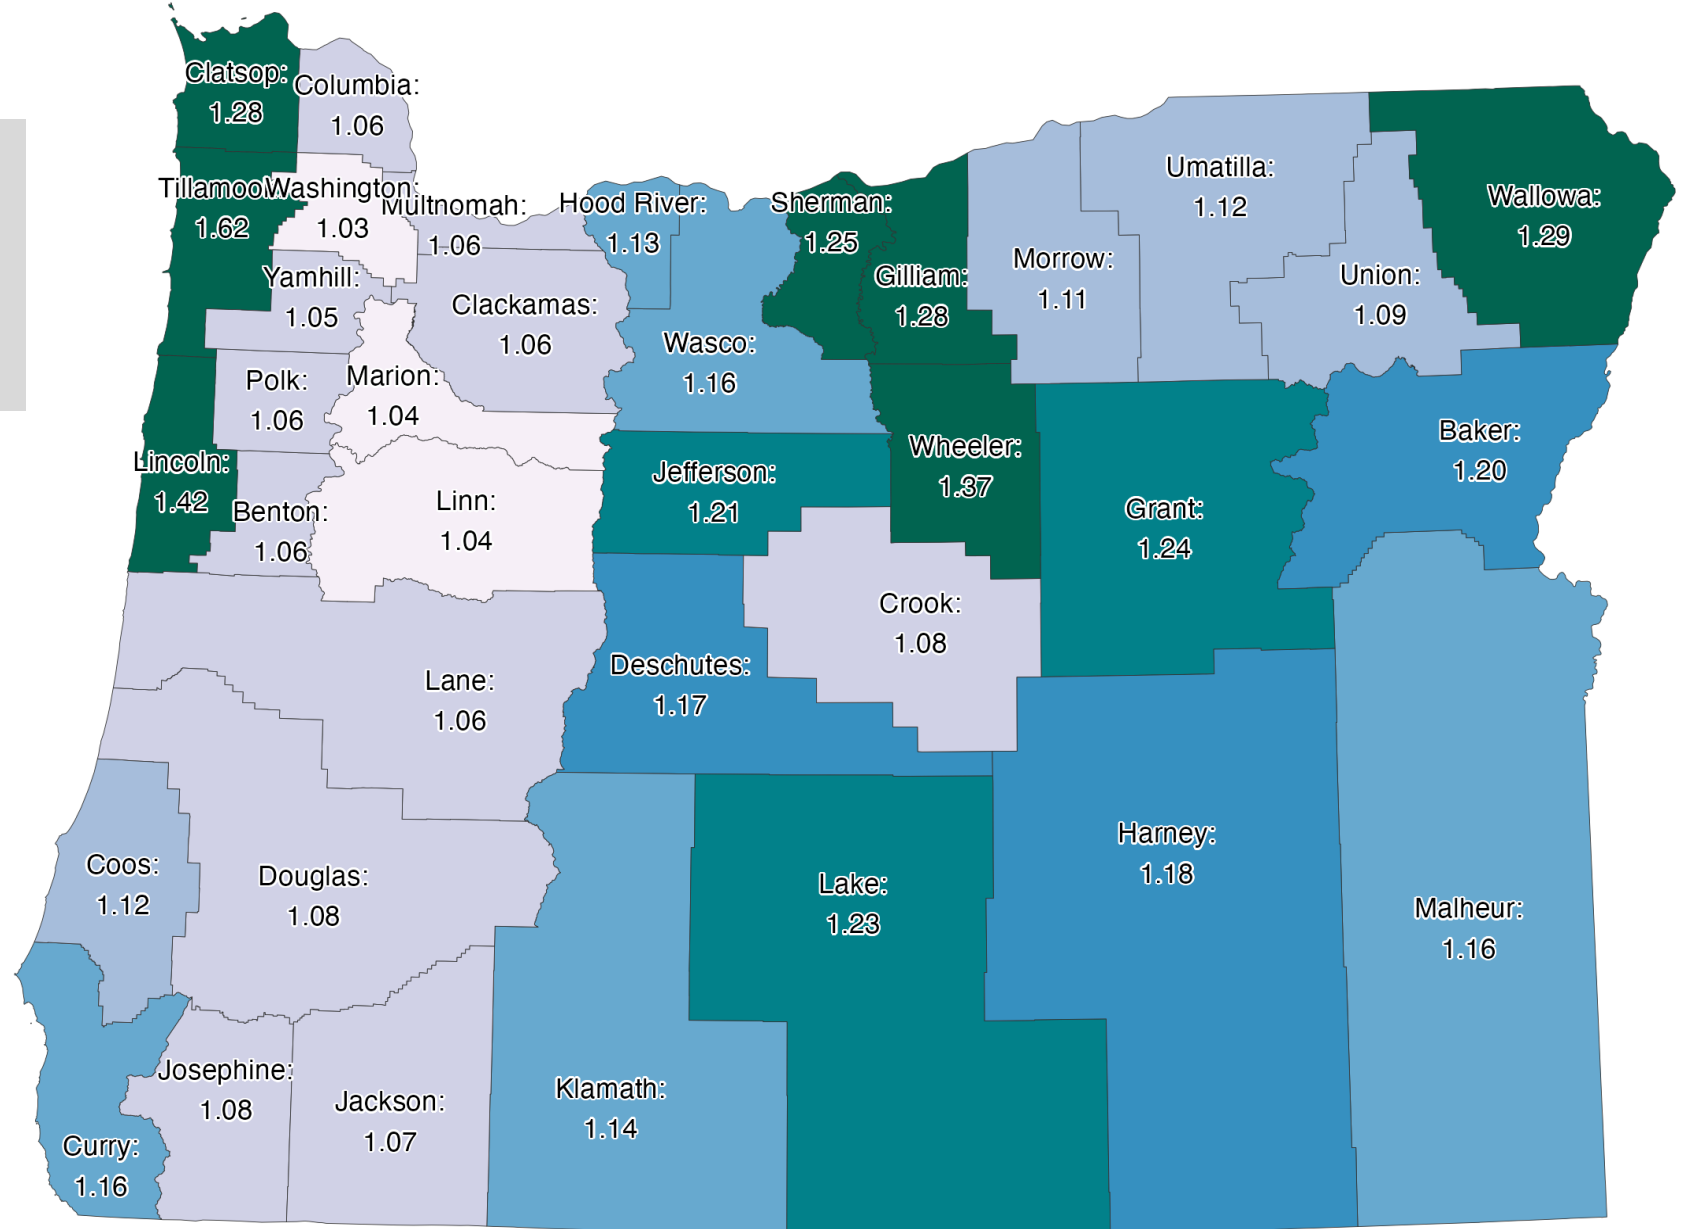 Clatsop:
1.28
Columbia:
1.06
Tillamook:
1.62
Washington:
1.03
Multnomah:
1.06
Hood River:
1.13
Sherman:
1.25
Umatilla:
1.12
Wallowa:
1.29
Yamhill:
1.05
Clackamas:
1.06
Gilliam:
1.28
Morrow:
1.11
Union:
1.09
Wasco:
1.16
Polk:
1.06
Marion:
1.04
Wheeler:
1.37
Baker:
1.20
Lincoln:
1.42
Benton:
1.06
Linn:
1.04
Jefferson:
1.21
Grant:
1.24
Crook:
1.08
Lane:
1.06
Deschutes:
1.17
Coos:
1.12
Douglas:
1.08
Lake:
1.23
Harney:
1.18
Malheur:
1.16
Josephine:
1.08
Jackson:
1.07
Klamath:
1.14
Curry:
1.16